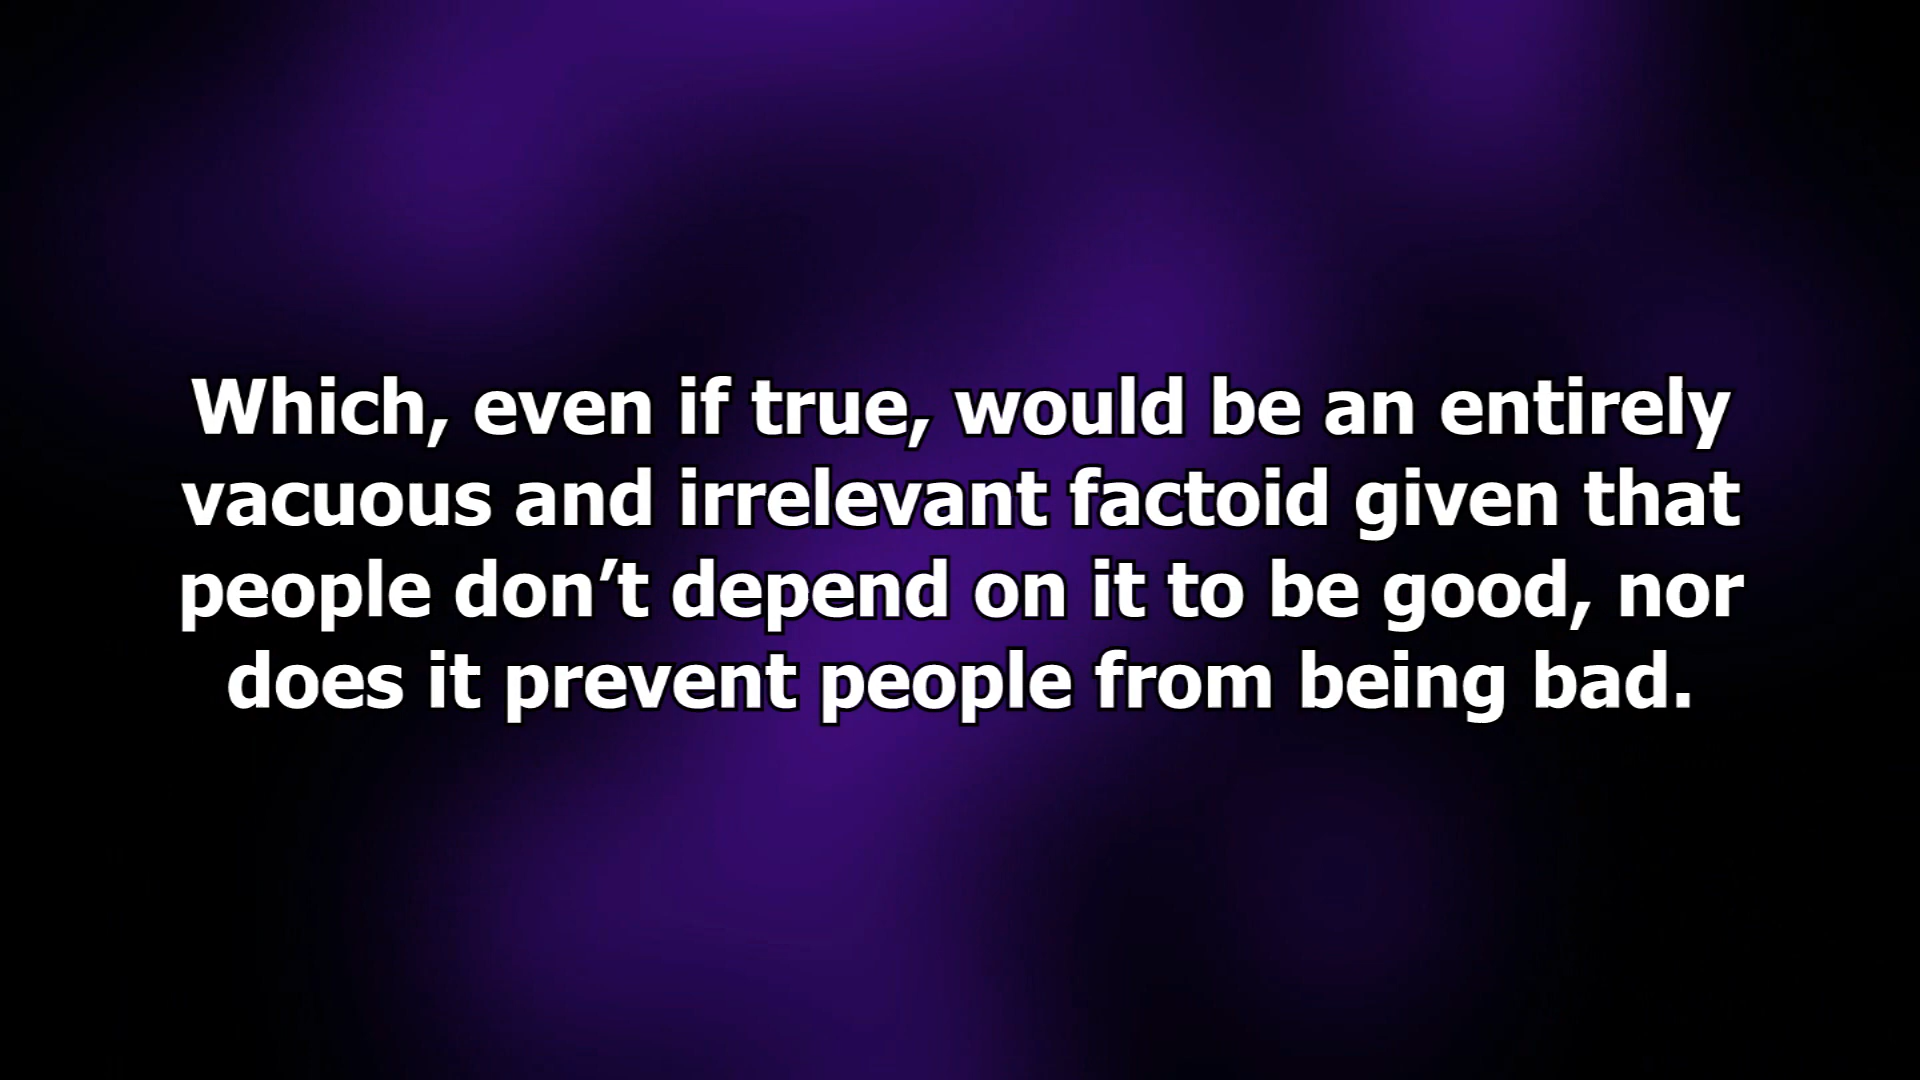 Which, even if true, would be an entirely
vacuous and irrelevant factoid given that
people don’t depend on it to be good, nor
does it prevent people from being bad.